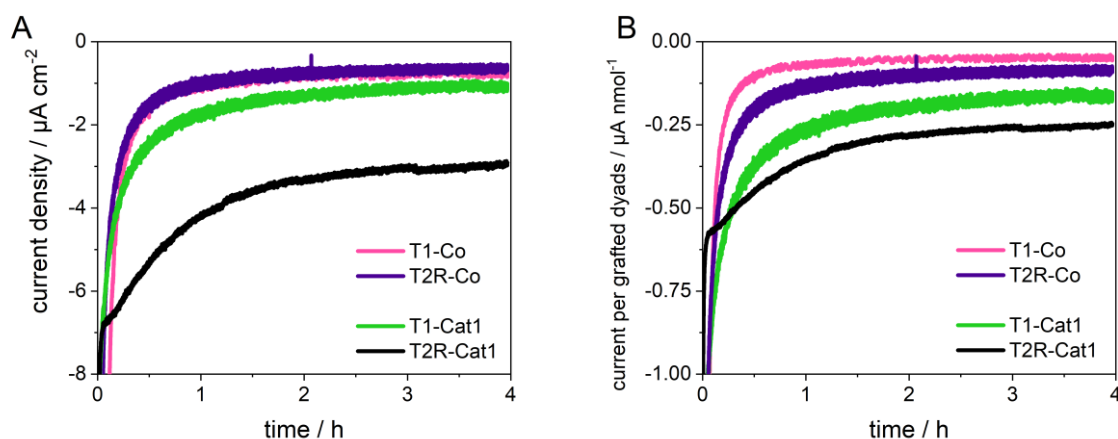 A
current density / µA cm⁻²
0
-2
-4
-6
-8
0
1
2
3
4
time / h
T1-Co
T2R-Co
T1-Cat1
T2R-Cat1
B
current per grafted dyads / µA nmol⁻¹
0.00
-0.25
-0.50
-0.75
-1.00
0
1
2
3
4
time / h
T1-Co
T2R-Co
T1-Cat1
T2R-Cat1